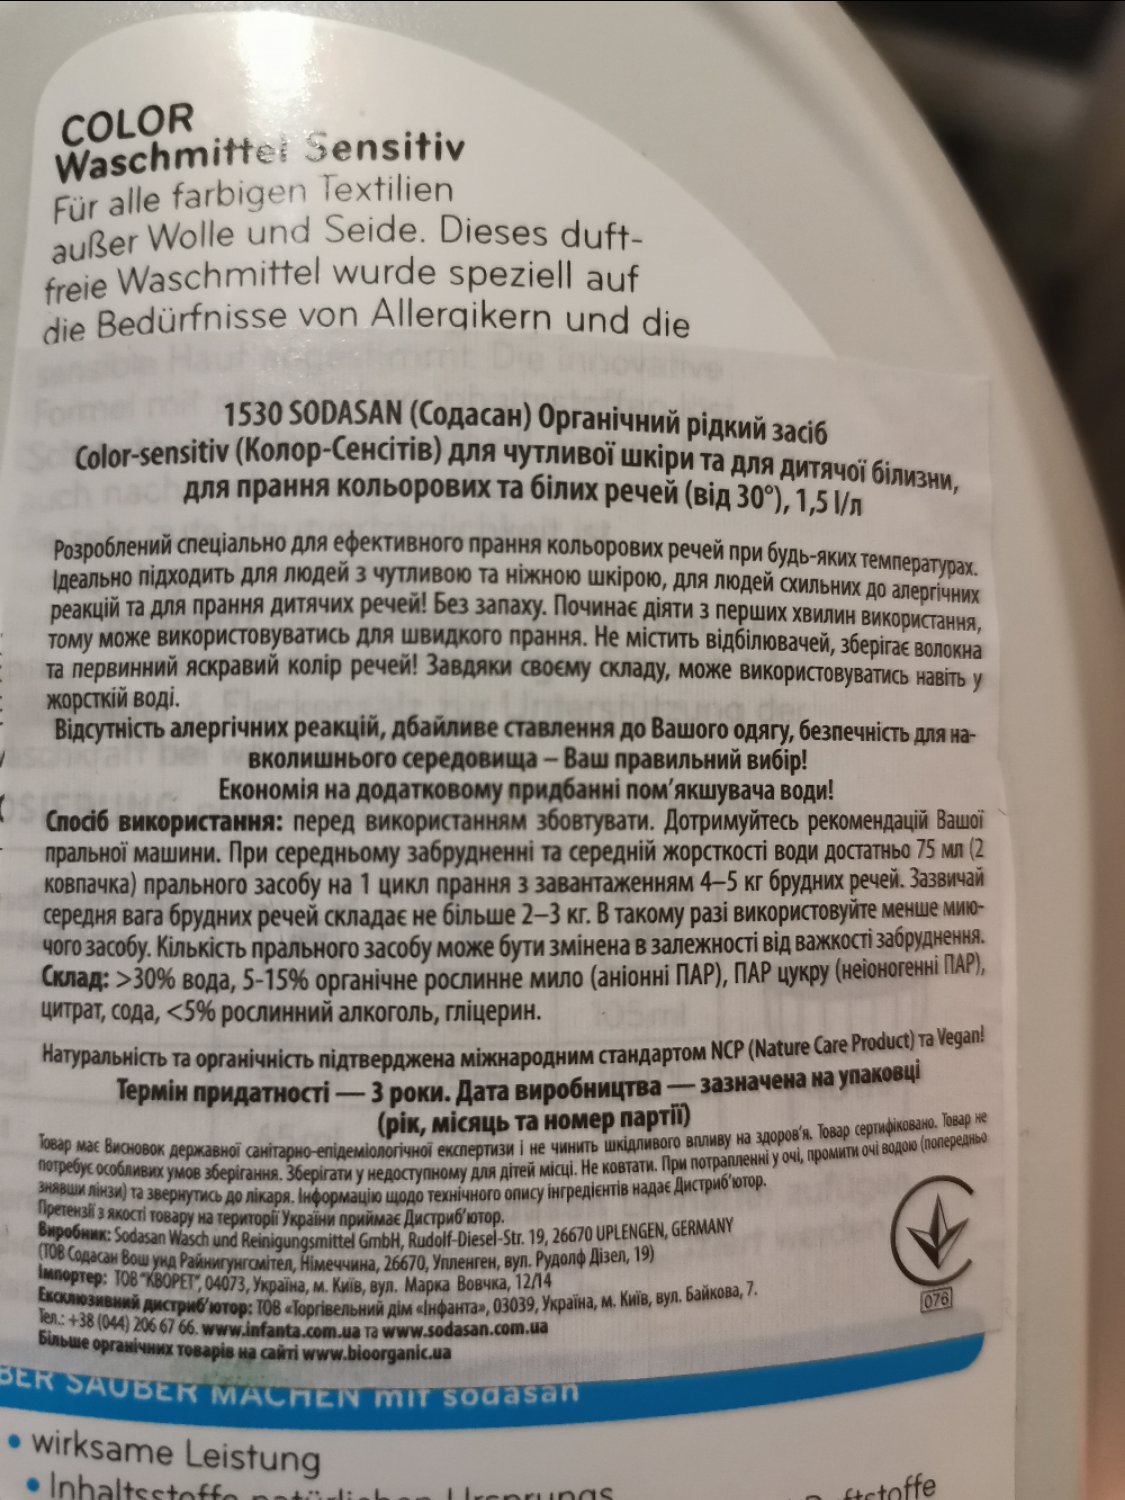 COLOR
Waschmittel Sensitiv
Für alle farbigen Textilien
außer Wolle und Seide. Dieses duft-
freie Waschmittel wurde speziell auf
die Bedürfnisse von Allergikern und die
sensible Haut abgestimmt. Die innovative
Formel mit
1530 SODASAN (Содасан) Органічний рідкий засіб
Color-sensitiv (Колор-Сенсітів) для чутливої шкіри та для дитячої білизни,
для прання кольорових та білих речей (від 30°), 1,5 l/л
Розроблений спеціально для ефективного прання кольорових речей при будь-яких температурах.
Ідеально підходить для людей з чутливою та ніжною шкірою, для людей схильних до алергічних
реакцій та для прання дитячих речей! Без запаху. Починає діяти з перших хвилин використання,
тому може використовуватись для швидкого прання. Не містить відбілювачей, зберігає волокна
та первинний яскравий колір речей! Завдяки своєму складу, може використовуватись навіть у
жорсткій воді.
Відсутність алергічних реакцій, дбайливе ставлення до Вашого одягу, безпечність для на-
вколишнього середовища – Ваш правильний вибір!
Економія на додатковому придбанні пом’якшувача води!
Спосіб використання: перед використанням збовтувати. Дотримуйтесь рекомендацій Вашої
пральної машини. При середньому забрудненні та середній жорсткості води достатньо 75 мл (2
ковпачка) прального засобу на 1 цикл прання з завантаженням 4–5 кг брудних речей. Зазвичай
середня вага брудних речей складає не більше 2–3 кг. В такому разі використовуйте менше мию-
чого засобу. Кількість прального засобу може бути змінена в залежності від важкості забруднення.
Склад: >30% вода, 5-15% органічне рослинне мило (аніонні ПАР), ПАР цукру (неіоногенні ПАР),
цитрат, сода, <5% рослинний алкоголь, гліцерин.
Натуральність та органічність підтверджена міжнародним стандартом NCP (Nature Care Product) та Vegan!
Термін придатності — 3 роки. Дата виробництва — зазначена на упаковці
(рік, місяць та номер партії)
Товар має Висновок державної санітарно-епідеміологічної експертизи і не чинить шкідливого впливу на здоров’я. Товар сертифіковано. Товар не
потребує особливих умов зберігання. Зберігати у недоступному для дітей місці. Не ковтати. При потраплені у очі, промити очі водою (попередньо
знявши лінзи) та звернутись до лікаря. Інформацію щодо технічного опису інгредієнтів надає Дистриб’ютор.
Претензії з якості товару на території України приймає Дистриб’ютор.
Виробник: Sodasan Wasch und Reinigungsmittel GmbH, Rudolf-Diesel-Str. 19, 26670 UPLENGEN, GERMANY
(ТОВ Содасан Вош унд Райнигунгсмітел, Німеччина, 26670, Упленген, вул. Рудолф Дізел, 19)
Імпортер: ТОВ "КВОРЕТ", 04073, Україна, м. Київ, вул. Марка Вовчка, 12/14
Ексклюзивний дистриб’ютор: ТОВ «Торгівельний дім «Інфанта», 03039, Україна, м. Київ, вул. Байкова, 7.
Тел.: +38 (044) 206 67 66. www.infanta.com.ua та www.sodasan.com.ua
Більше органічних товарів на сайті www.bioorganic.ua
076
BER SAUBER MACHEN mit sodasan
• wirksame Leistung
• Inhaltsstoffe natürlichen Ursprungs